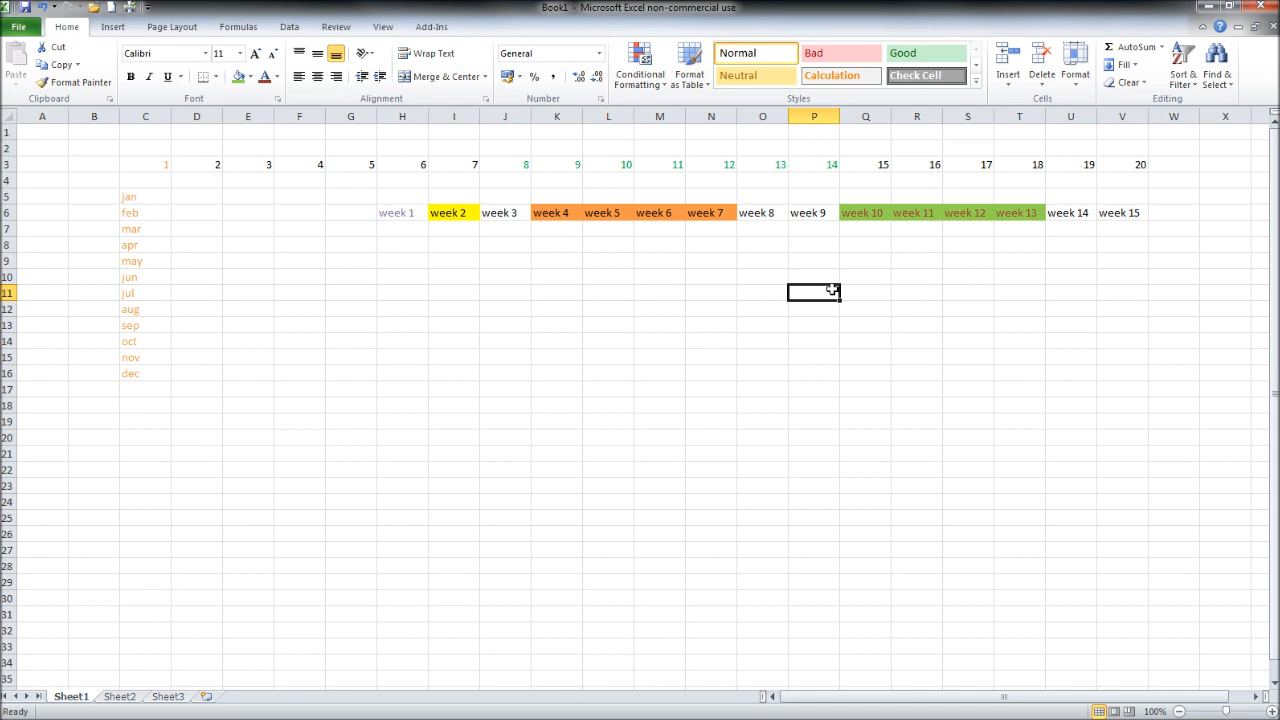 Book1 - Microsoft Excel non-commercial use
File Home Insert Page Layout Formulas Data Review View Add-Ins
Paste Cut Copy Format Painter Clipboard
Calibri 11 Font
Wrap Text Merge & Center Alignment
General Number
Conditional Formatting Format as Table Normal Bad Good Neutral Calculation Check Cell Styles
Insert Delete Format Cells
AutoSum Fill Clear Sort & Filter Find & Select Editing
A B C D E F G H I J K L M N O P Q R S T U V W X
1
2
3 1 2 3 4 5 6 7 8 9 10 11 12 13 14 15 16 17 18 19 20
4
5 jan
6 feb week 1 week 2 week 3 week 4 week 5 week 6 week 7 week 8 week 9 week 10 week 11 week 12 week 13 week 14 week 15
7 mar
8 apr
9 may
10 jun
11 jul
12 aug
13 sep
14 oct
15 nov
16 dec
17
18
19
20
21
22
23
24
25
26
27
28
29
30
31
32
33
34
35
Sheet1 Sheet2 Sheet3
Ready 100%